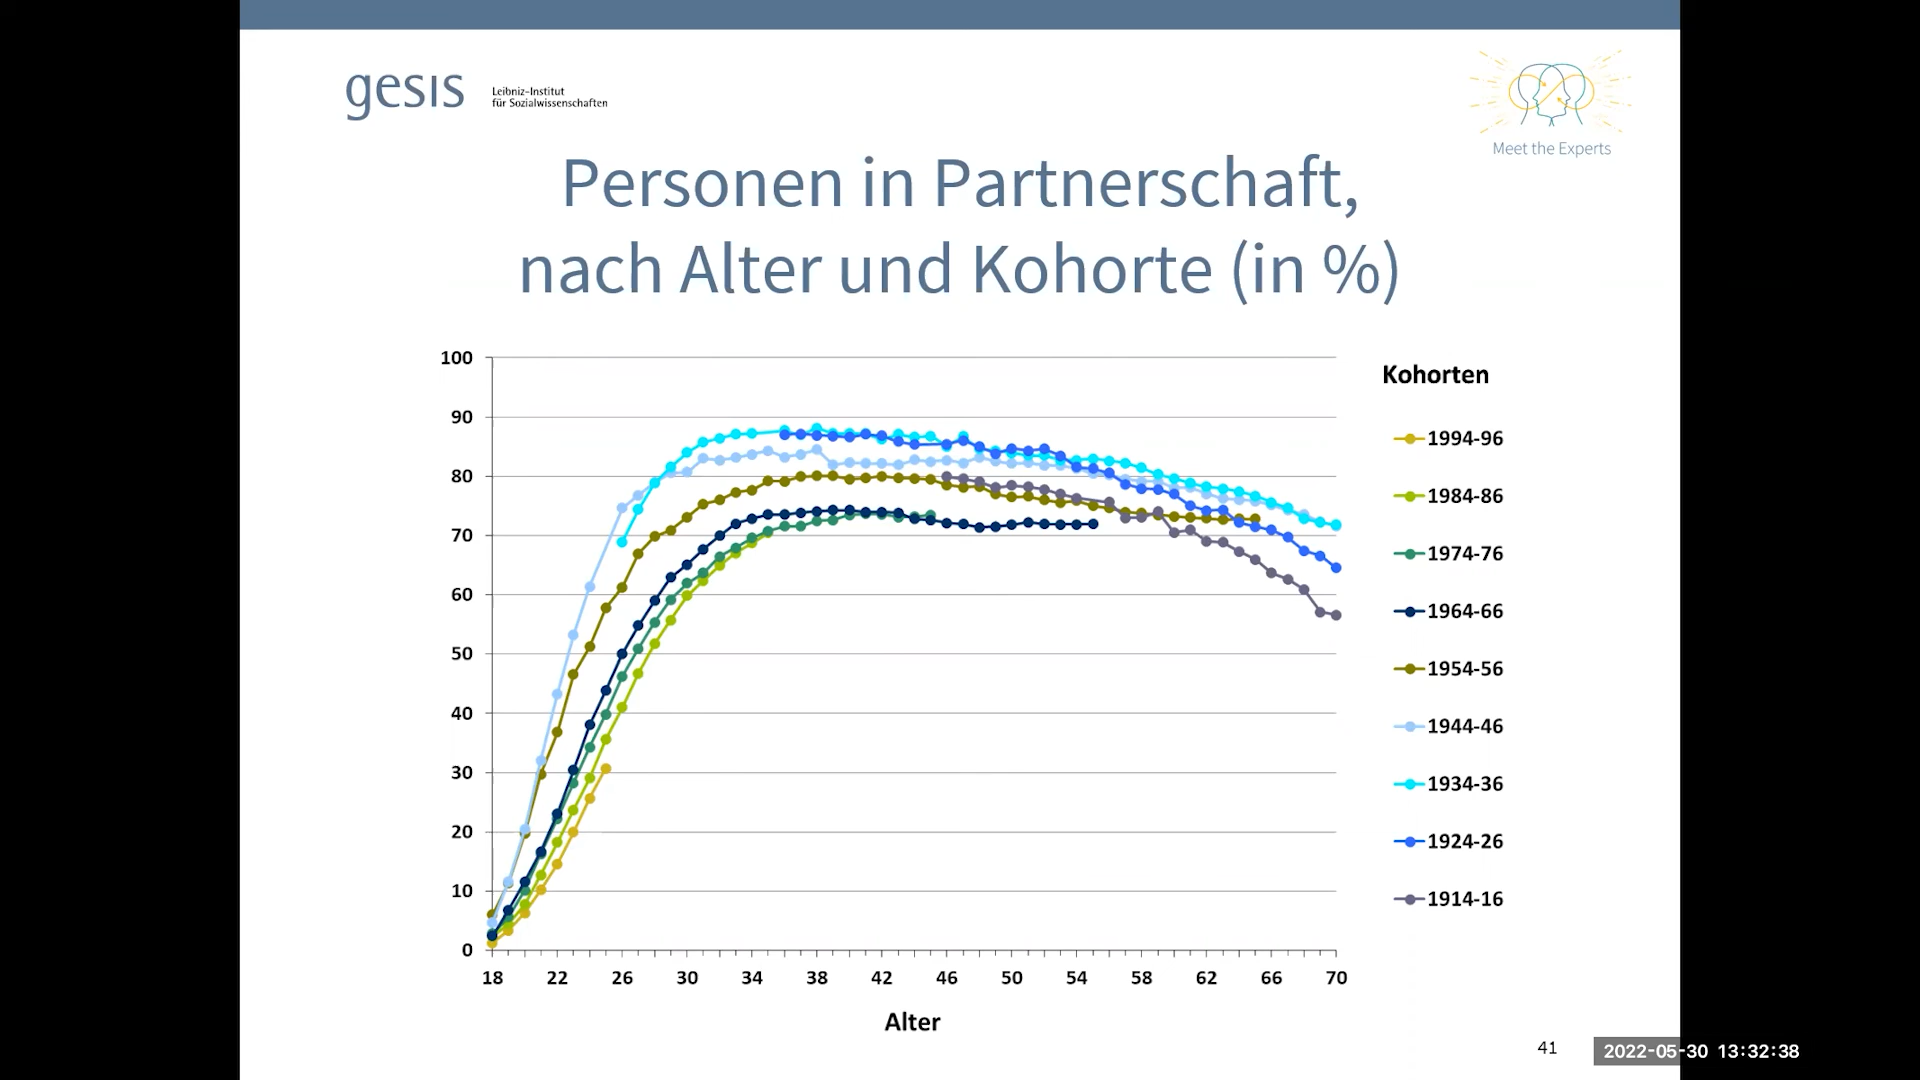 gesis
Leibniz-Institut
für Sozialwissenschaften
Meet the Experts
Personen in Partnerschaft,
nach Alter und Kohorte (in %)
100
90
80
70
60
50
40
30
20
10
0
18 22 26 30 34 38 42 46 50 54 58 62 66 70
Alter
Kohorten
1994-96
1984-86
1974-76
1964-66
1954-56
1944-46
1934-36
1924-26
1914-16
41
2022-05-30 13:32:38